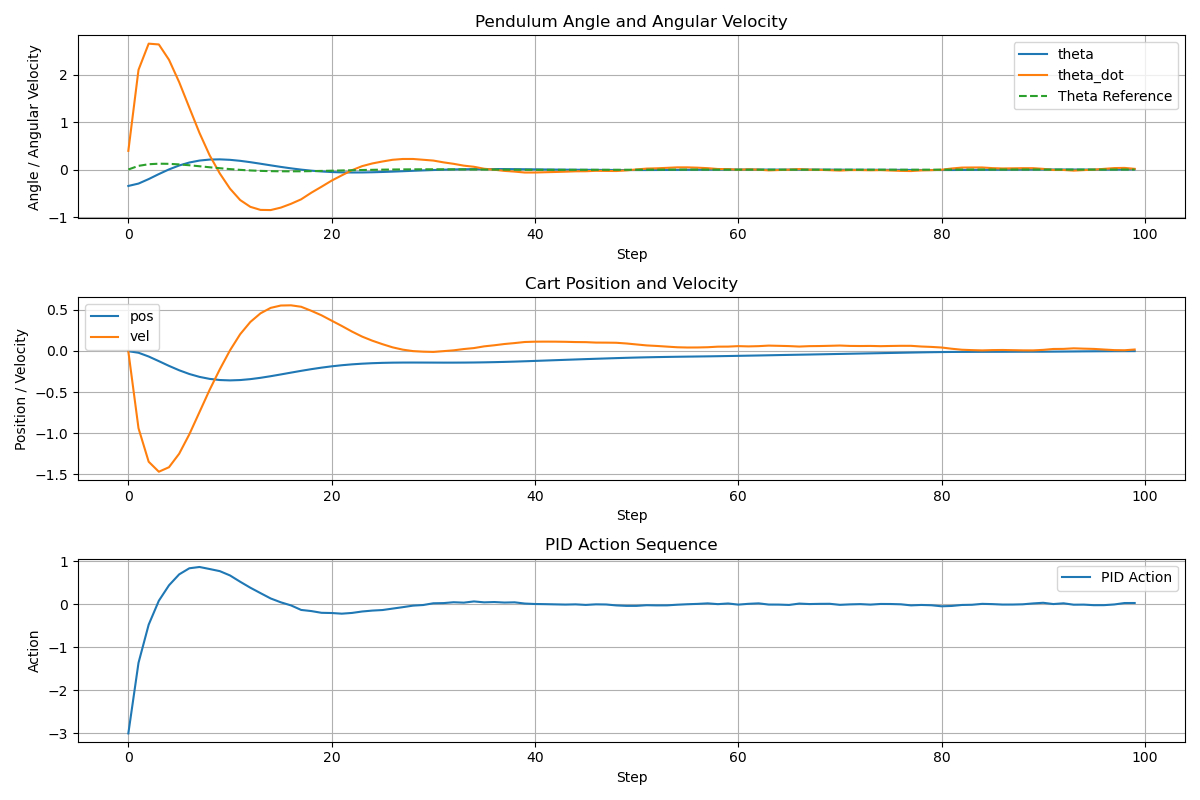 Pendulum Angle and Angular Velocity
Angle / Angular Velocity
2
1
0
−1
theta
theta_dot
Theta Reference
0 20 40 60 80 100
Step
Cart Position and Velocity
Position / Velocity
0.5
0.0
−0.5
−1.0
−1.5
pos
vel
0 20 40 60 80 100
Step
PID Action Sequence
Action
1
0
−1
−2
−3
PID Action
0 20 40 60 80 100
Step